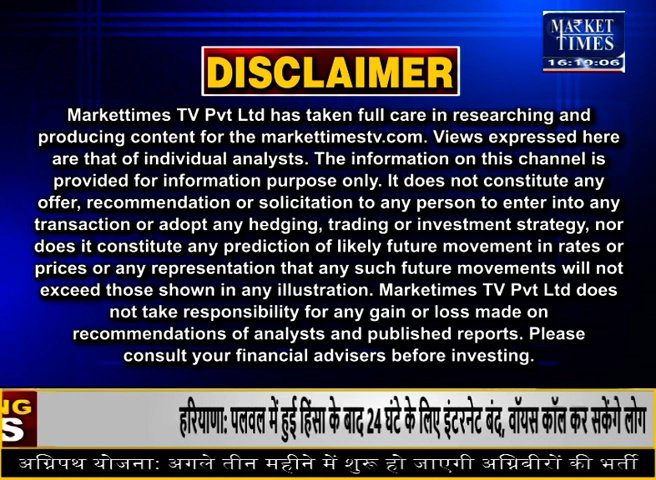 MARKET
TIMES
16:19:06
DISCLAIMER
Markettimes TV Pvt Ltd has taken full care in researching and
producing content for the markettimestv.com. Views expressed here
are that of individual analysts. The information on this channel is
provided for information purpose only. It does not constitute any
offer, recommendation or solicitation to any person to enter into any
transaction or adopt any hedging, trading or investment strategy, nor
does it constitute any prediction of likely future movement in rates or
prices or any representation that any such future movements will not
exceed those shown in any illustration. Marketimes TV Pvt Ltd does
not take responsibility for any gain or loss made on
recommendations of analysts and published reports. Please
consult your financial advisers before investing.
NG
S
हरियाणा: पलवल में हुई हिंसा के बाद 24 घंटे के लिए इंटरनेट बंद, वॉयस कॉल कर सकेंगे लोग
अग्निपथ योजना: अगले तीन महीने में शुरू हो जाएगी अग्निवीरों की भर्ती